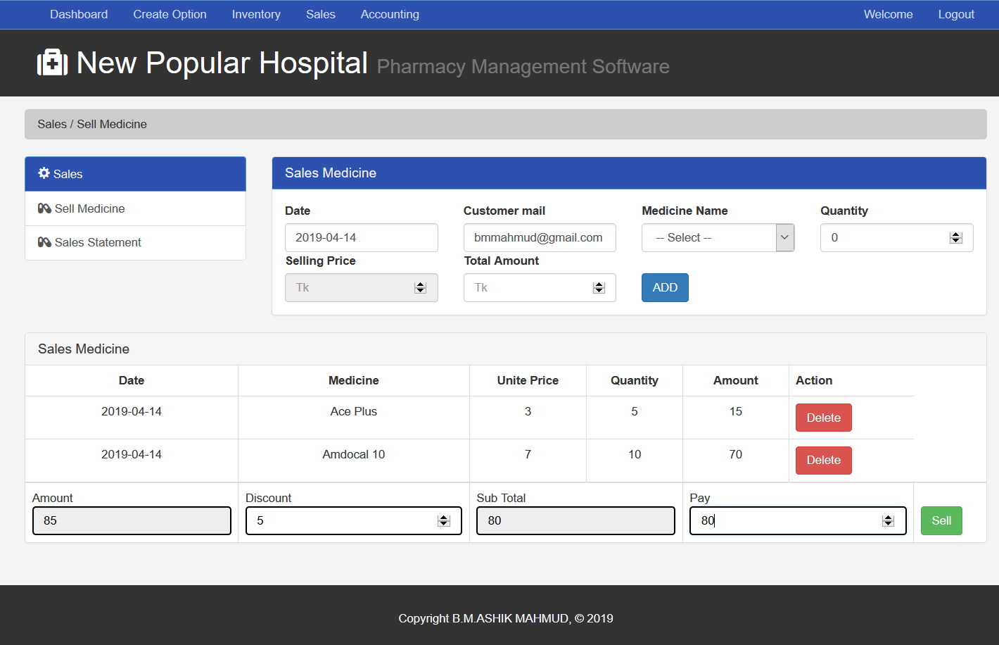 Dashboard Create Option Inventory Sales Accounting Welcome Logout
New Popular Hospital Pharmacy Management Software
Sales / Sell Medicine
Sales
Sell Medicine
Sales Statement
Sales Medicine
Date Customer mail Medicine Name Quantity
2019-04-14 bmmahmud@gmail.com -- Select -- 0
Selling Price Total Amount
Tk Tk ADD
Sales Medicine
Date Medicine Unite Price Quantity Amount Action
2019-04-14 Ace Plus 3 5 15 Delete
2019-04-14 Amdocal 10 7 10 70 Delete
Amount Discount Sub Total Pay
85 5 80 80 Sell
Copyright B.M.ASHIK MAHMUD, © 2019